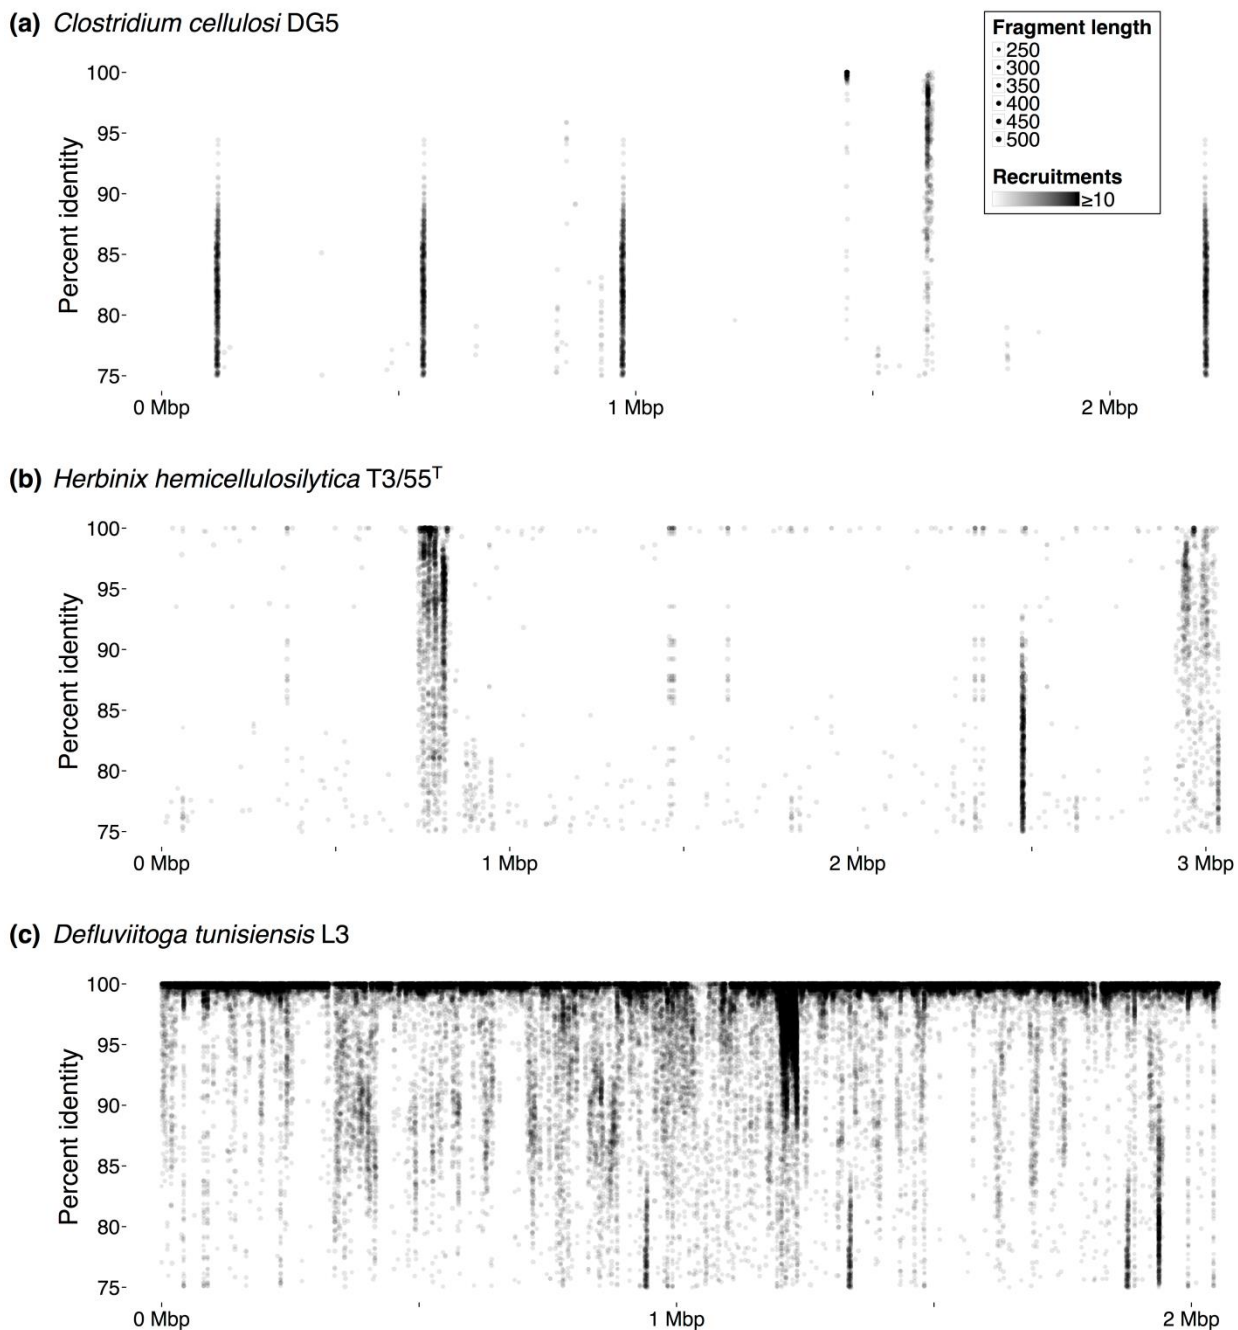 (a) Clostridium cellulosi DG5
Fragment length
250
300
350
400
450
500
Recruitments
≥10
Percent identity
100
95
90
85
80
75
0 Mbp
1 Mbp
2 Mbp
(b) Herbinix hemicellulosilytica T3/55ᵀ
Percent identity
100
95
90
85
80
75
0 Mbp
1 Mbp
2 Mbp
3 Mbp
(c) Defluviitoga tunisiensis L3
Percent identity
100
95
90
85
80
75
0 Mbp
1 Mbp
2 Mbp